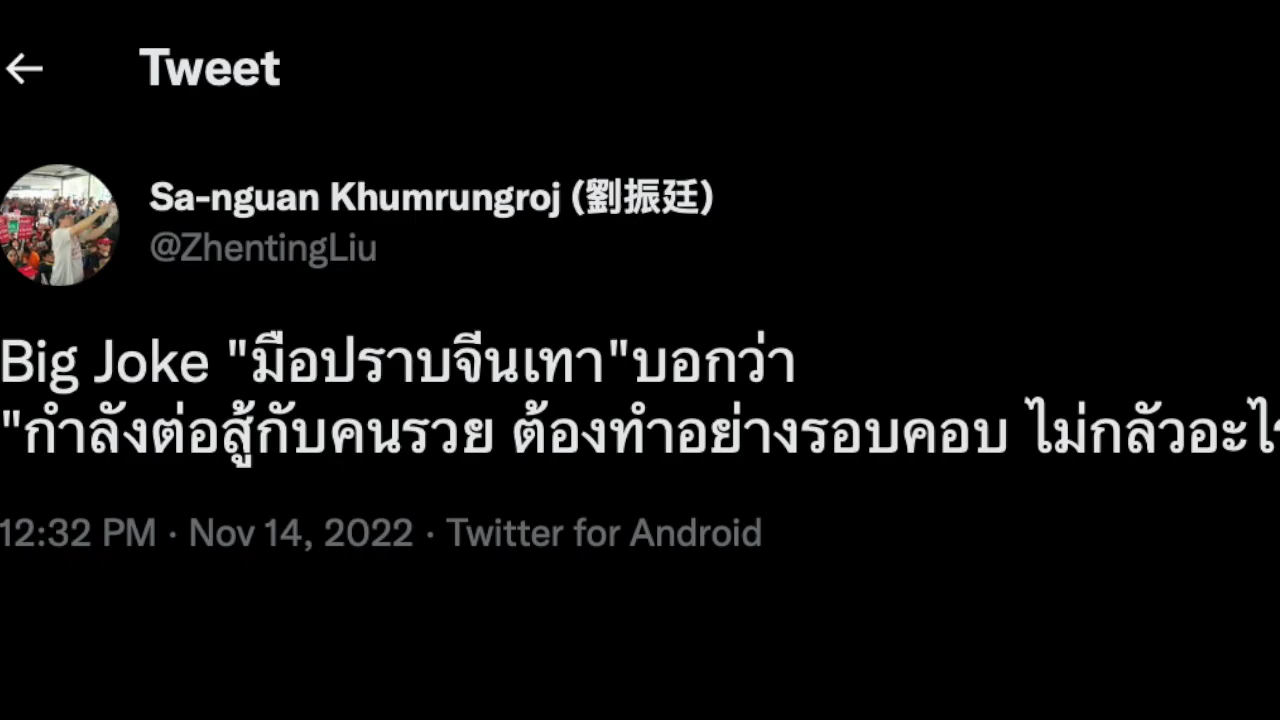 Tweet
Sa-nguan Khumrungroj (劉振廷)
@ZhentingLiu
Big Joke "มือปราบจีนเทา"บอกว่า
"กำลังต่อสู้กับคนรวย ต้องทำอย่างรอบคอบ ไม่กลัวอะไ
12:32 PM · Nov 14, 2022 · Twitter for Android